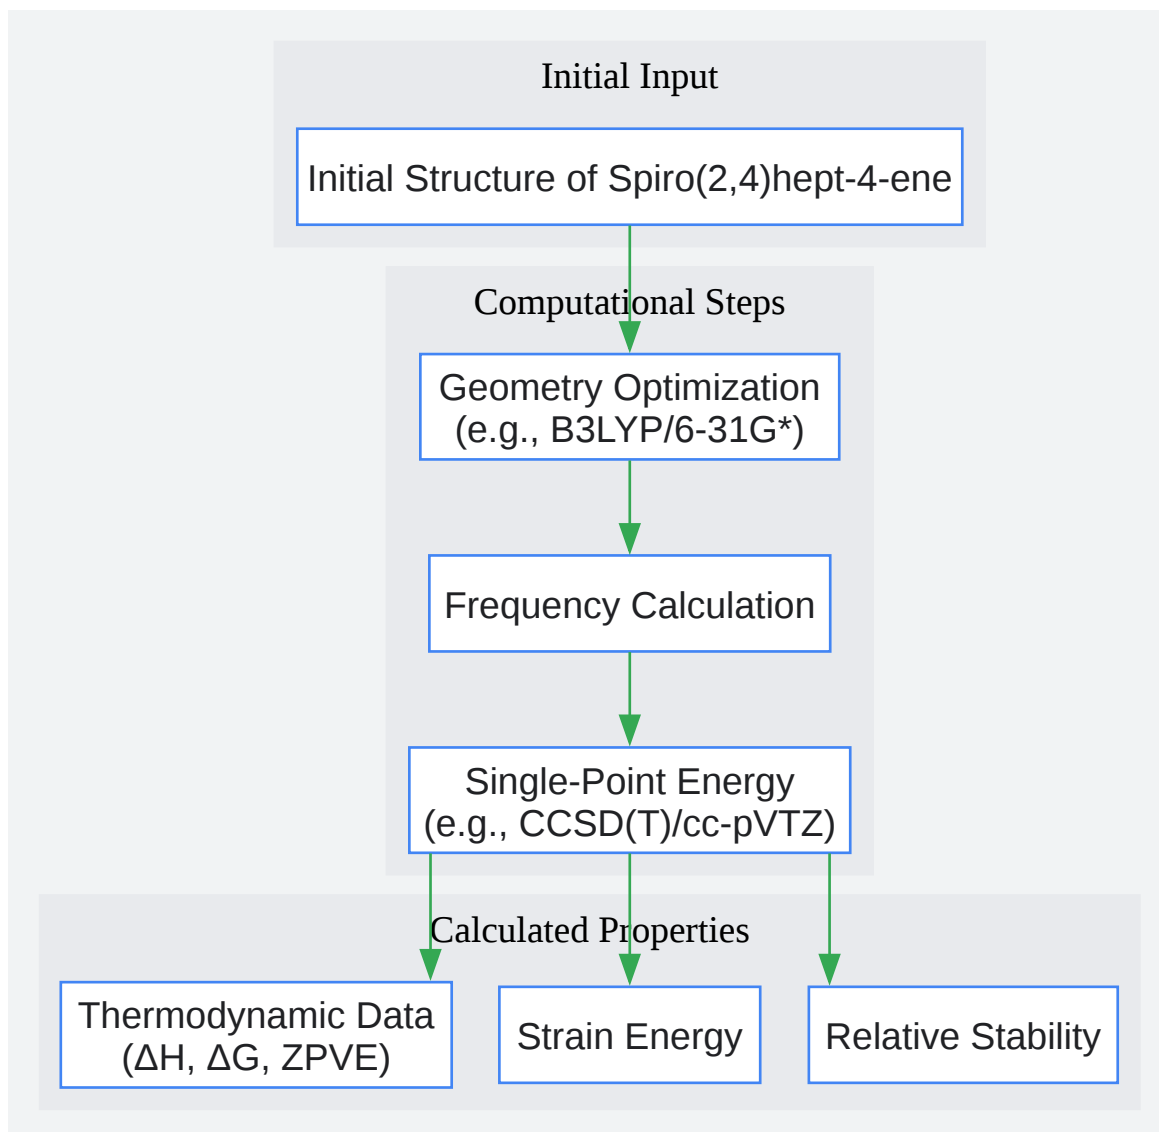 Initial Input
Initial Structure of Spiro(2,4)hept-4-ene
Computational Steps
Geometry Optimization
(e.g., B3LYP/6-31G*)
Frequency Calculation
Single-Point Energy
(e.g., CCSD(T)/cc-pVTZ)
Calculated Properties
Thermodynamic Data
(ΔH, ΔG, ZPVE)
Strain Energy
Relative Stability